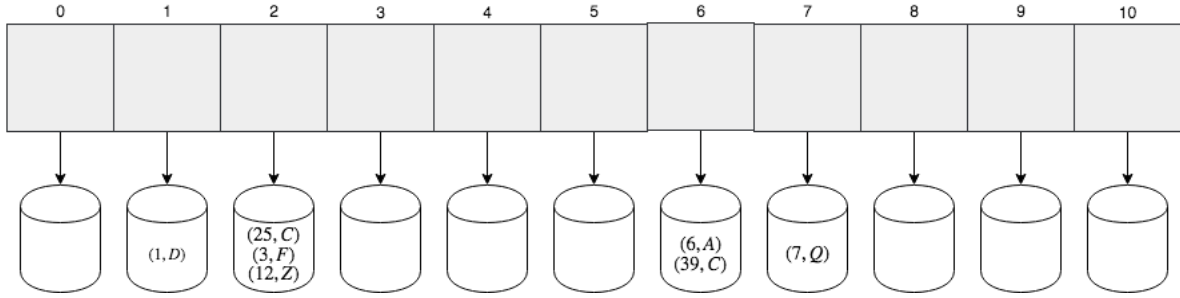 0 1 2 3 4 5 6 7 8 9 10
(1, D)
(25, C)
(3, F)
(12, Z)
(6, A)
(39, C)
(7, Q)